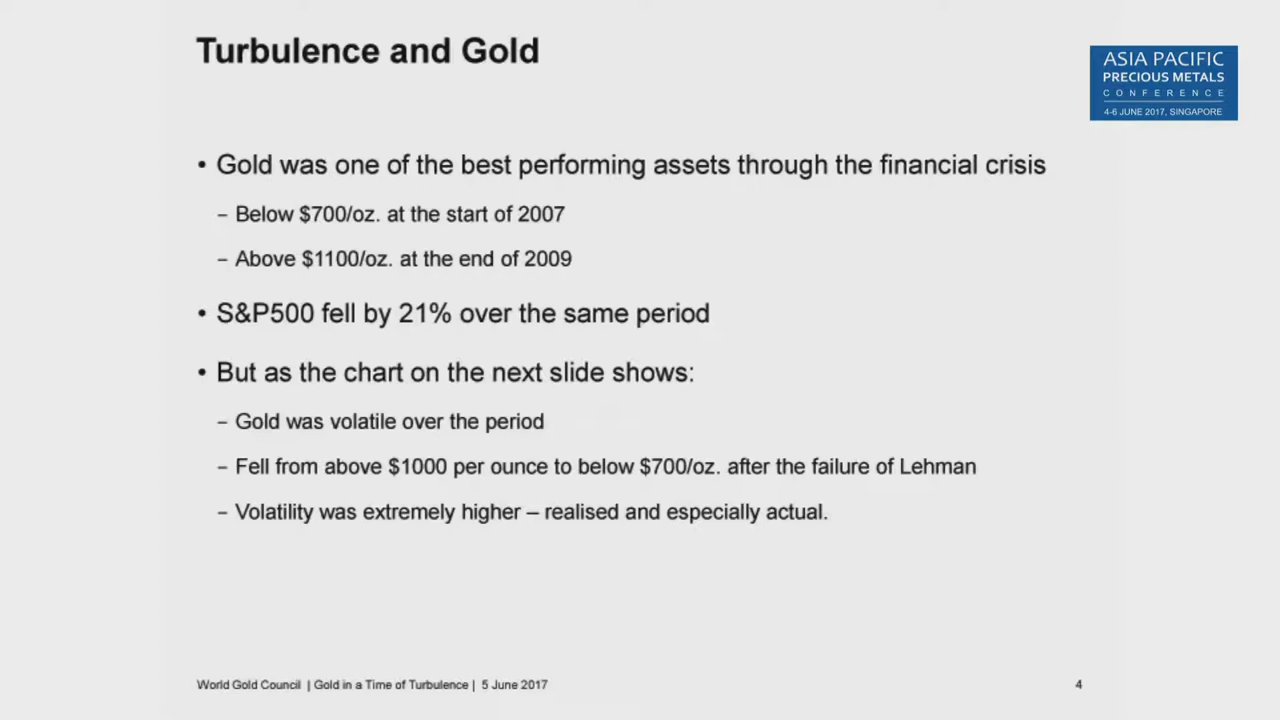 Turbulence and Gold
ASIA PACIFIC
PRECIOUS METALS
CONFERENCE
4-6 JUNE 2017, SINGAPORE
• Gold was one of the best performing assets through the financial crisis
– Below $700/oz. at the start of 2007
– Above $1100/oz. at the end of 2009
• S&P500 fell by 21% over the same period
• But as the chart on the next slide shows:
– Gold was volatile over the period
– Fell from above $1000 per ounce to below $700/oz. after the failure of Lehman
– Volatility was extremely higher – realised and especially actual.
World Gold Council | Gold in a Time of Turbulence | 5 June 2017
4